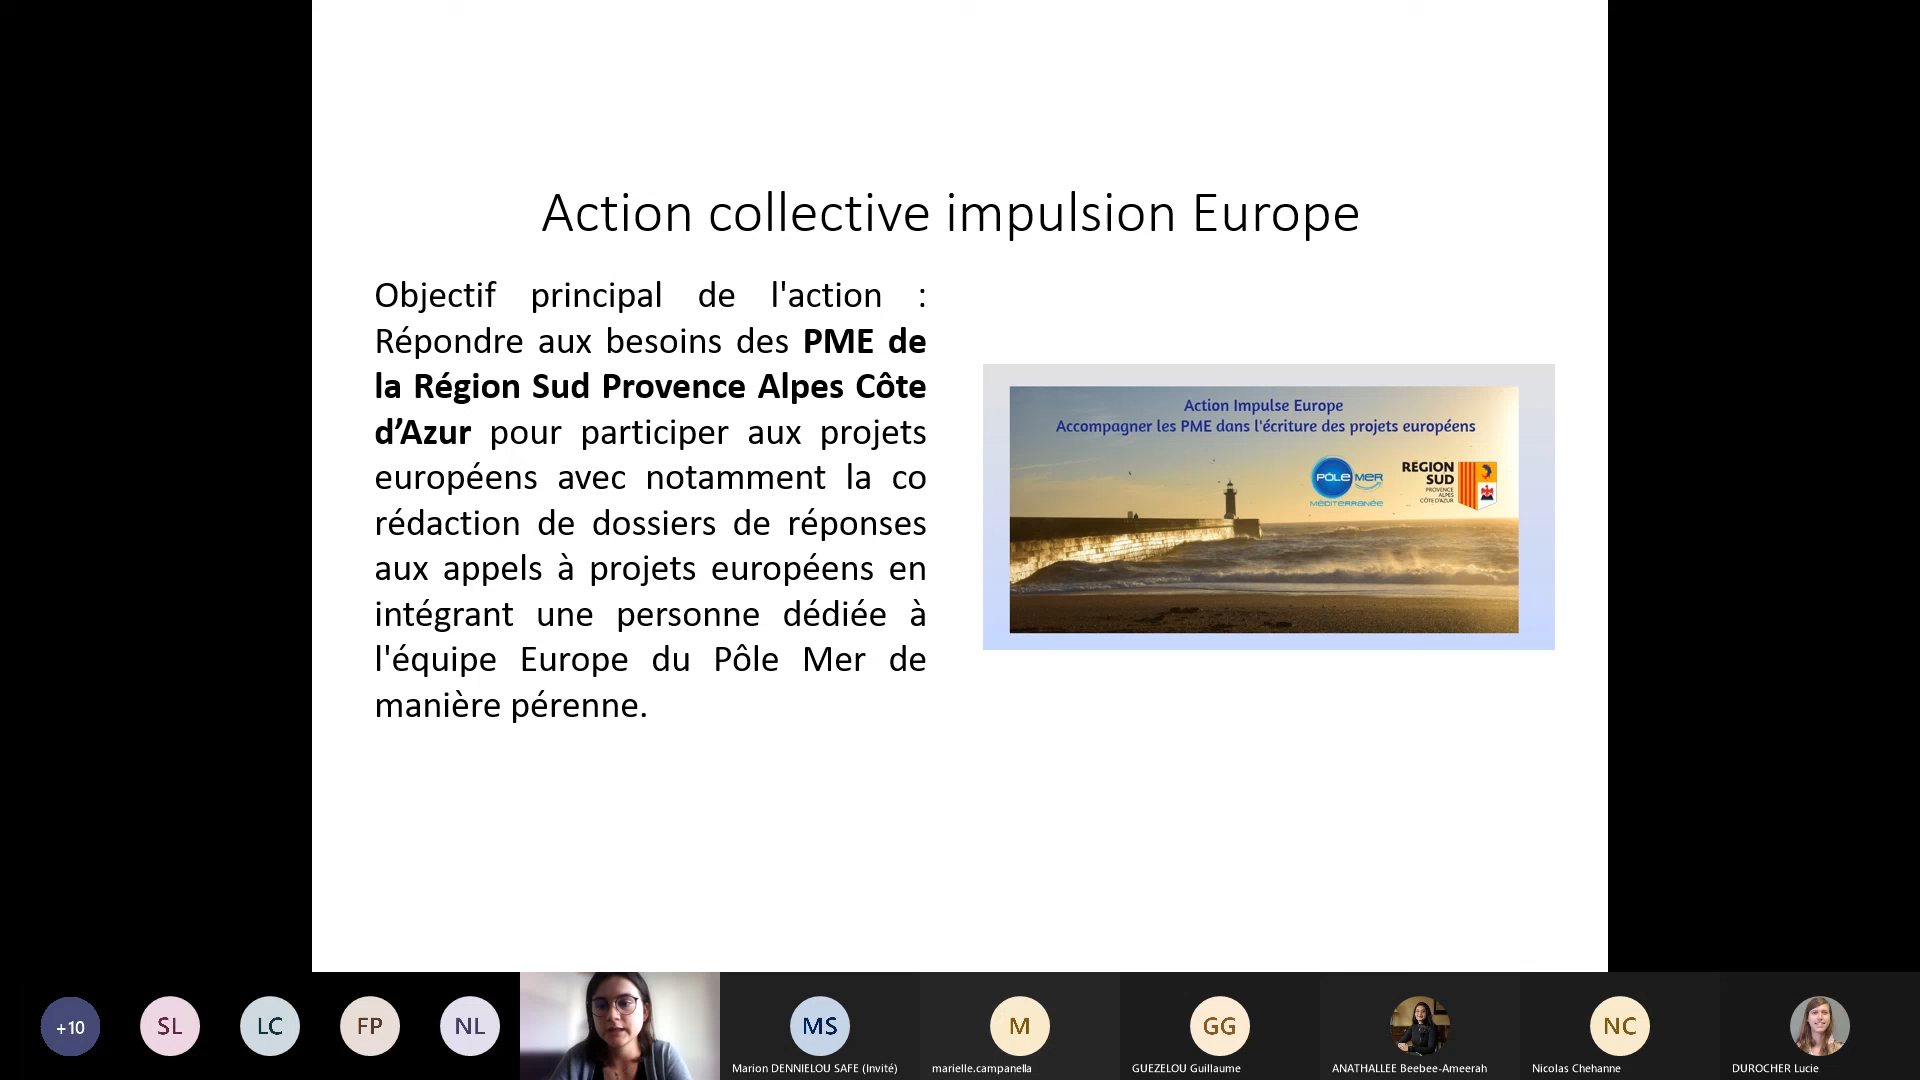 Action collective impulsion Europe
Objectif principal de l'action :
Répondre aux besoins des PME de
la Région Sud Provence Alpes Côte
d’Azur pour participer aux projets
européens avec notamment la co
rédaction de dossiers de réponses
aux appels à projets européens en
intégrant une personne dédiée à
l'équipe Europe du Pôle Mer de
manière pérenne.
Action Impulse Europe
Accompagner les PME dans l'écriture des projets européens
PÔLE MER
MÉDITERRANÉE
RÉGION
SUD
PROVENCE
ALPES
CÔTE D'AZUR
+10
SL
LC
FP
NL
MS
M
GG
NC
Marion DENNIELOU SAFE (Invité)
marielle.campanella
GUEZELOU Guillaume
ANATHALLEE Beebee-Ameerah
Nicolas Chehanne
DUROCHER Lucie